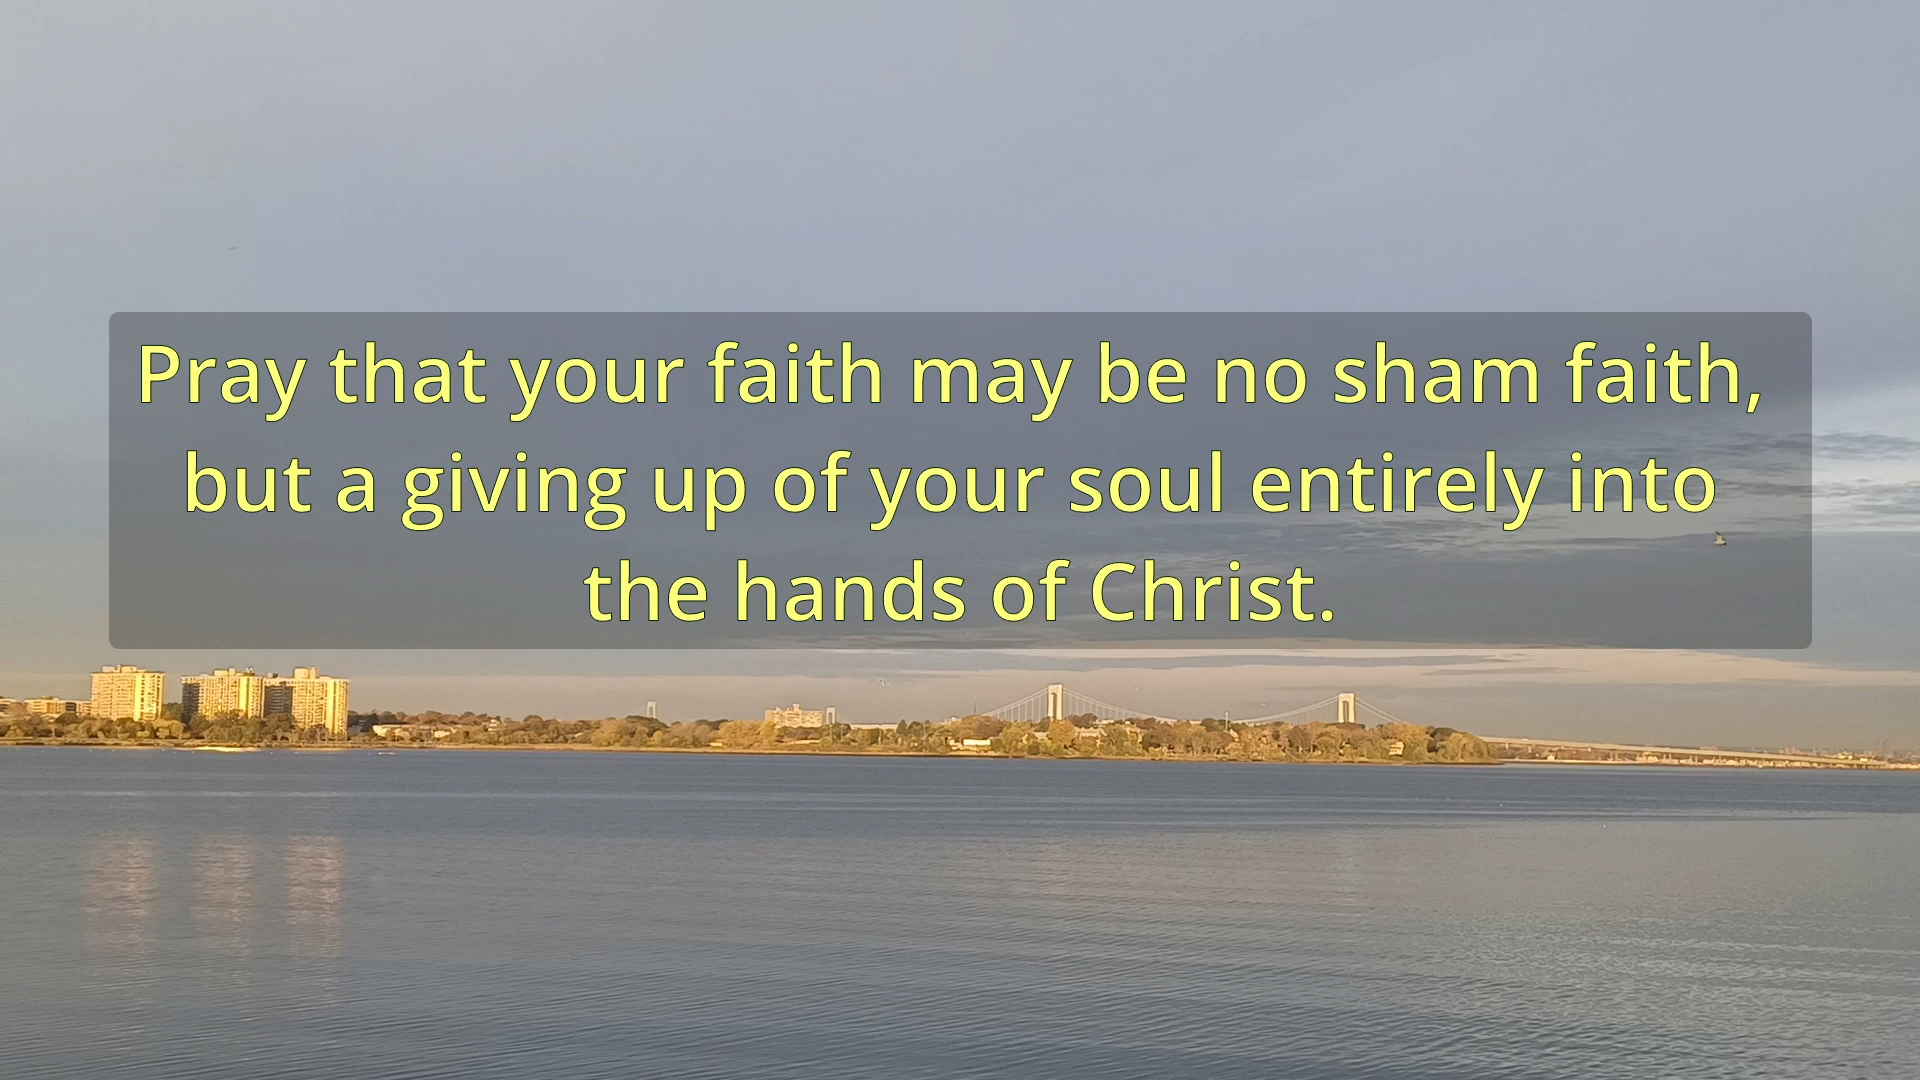 Pray that your faith may be no sham faith,
but a giving up of your soul entirely into
the hands of Christ.